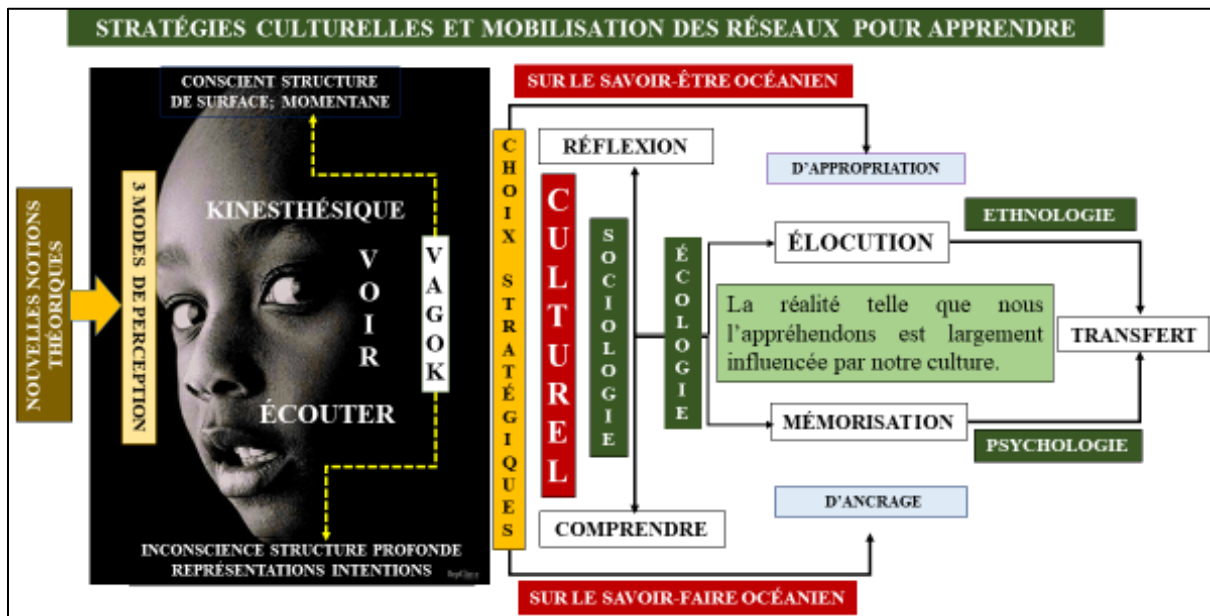 STRATÉGIES CULTURELLES ET MOBILISATION DES RÉSEAUX POUR APPRENDRE
NOUVELLES NOTIONS
THÉORIQUES
3 MODES DE PERCEPTION
CONSCIENT STRUCTURE
DE SURFACE; MOMENTANE
KINESTHÉSIQUE
VOIR
ÉCOUTER
VAGOK
INCONSCIENCE STRUCTURE PROFONDE
REPRÉSENTATIONS INTENTIONS
CHOIX STRATÉGIQUES
SUR LE SAVOIR-ÊTRE OCÉANIEN
CULTUREL
RÉFLEXION
SOCIOLOGIE
COMPRENDRE
ÉCOLOGIE
D'APPROPRIATION
ETHNOLOGIE
ÉLOCUTION
La réalité telle que nous
l'appréhendons est largement
influencée par notre culture.
TRANSFERT
MÉMORISATION
PSYCHOLOGIE
D'ANCRAGE
SUR LE SAVOIR-FAIRE OCÉANIEN